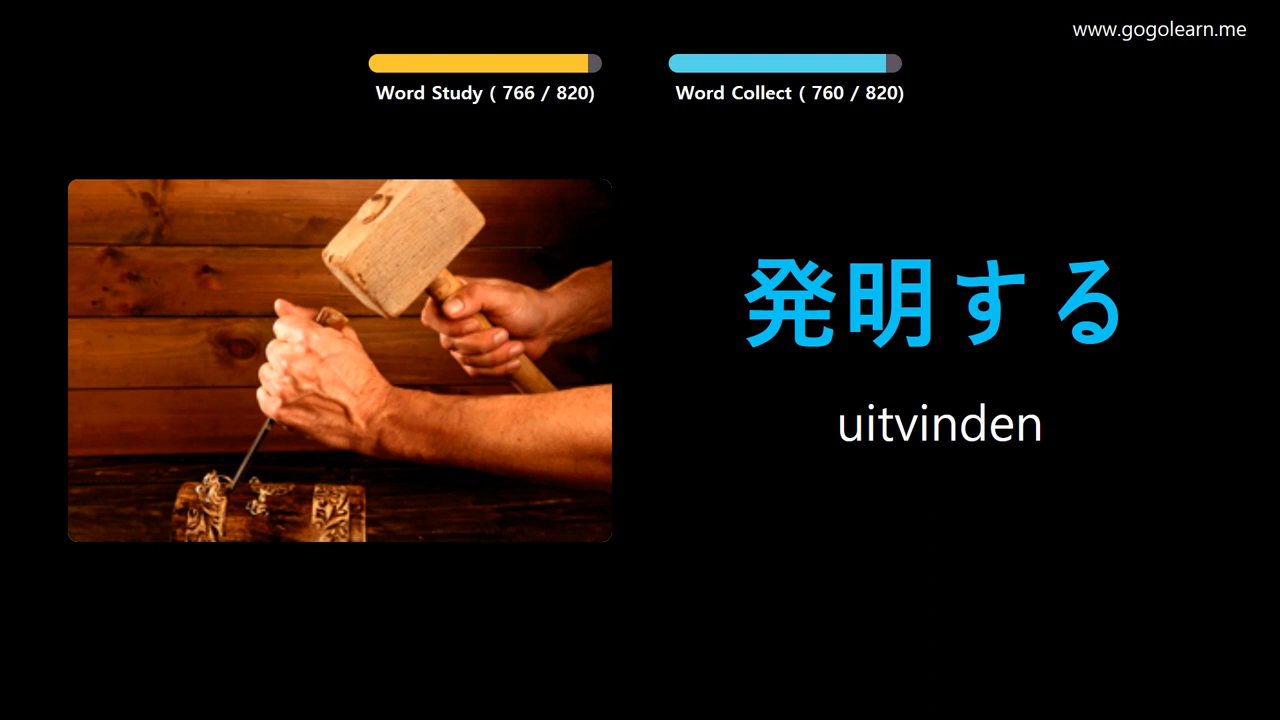 www.gogolearn.me
Word Study ( 766 / 820)
Word Collect ( 760 / 820)
発明する
uitvinden